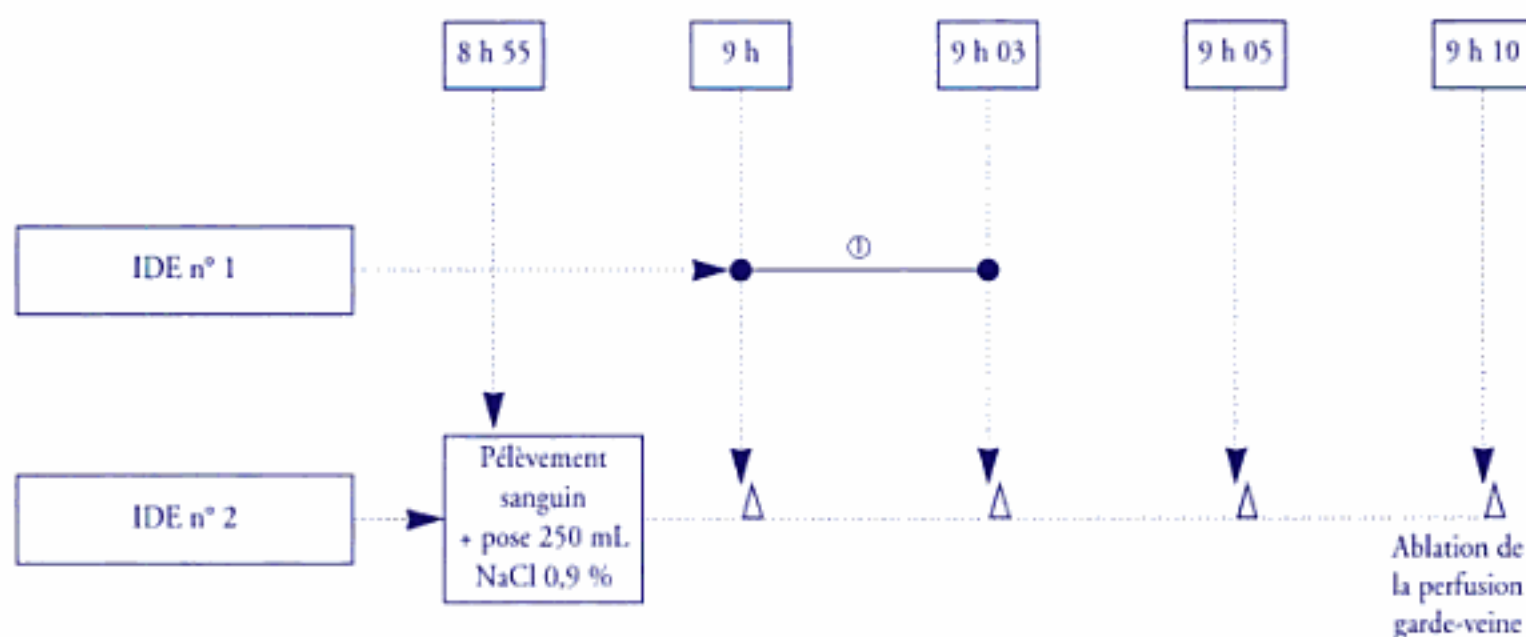 8 h 55
9 h
9 h 03
9 h 05
9 h 10
IDE n° 1
①
IDE n° 2
Pélèvement
sanguin
+ pose 250 mL
NaCl 0,9 %
Ablation de
la perfusion
garde-veine